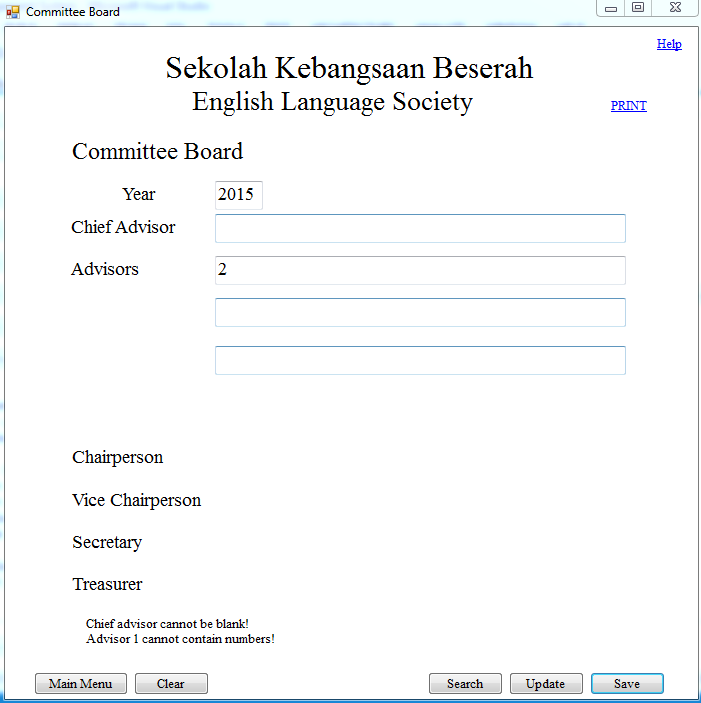 Committee Board
Help
Sekolah Kebangsaan Beserah
English Language Society
PRINT
Committee Board
Year 2015
Chief Advisor
Advisors 2
Chairperson
Vice Chairperson
Secretary
Treasurer
Chief advisor cannot be blank!
Advisor 1 cannot contain numbers!
Main Menu Clear Search Update Save